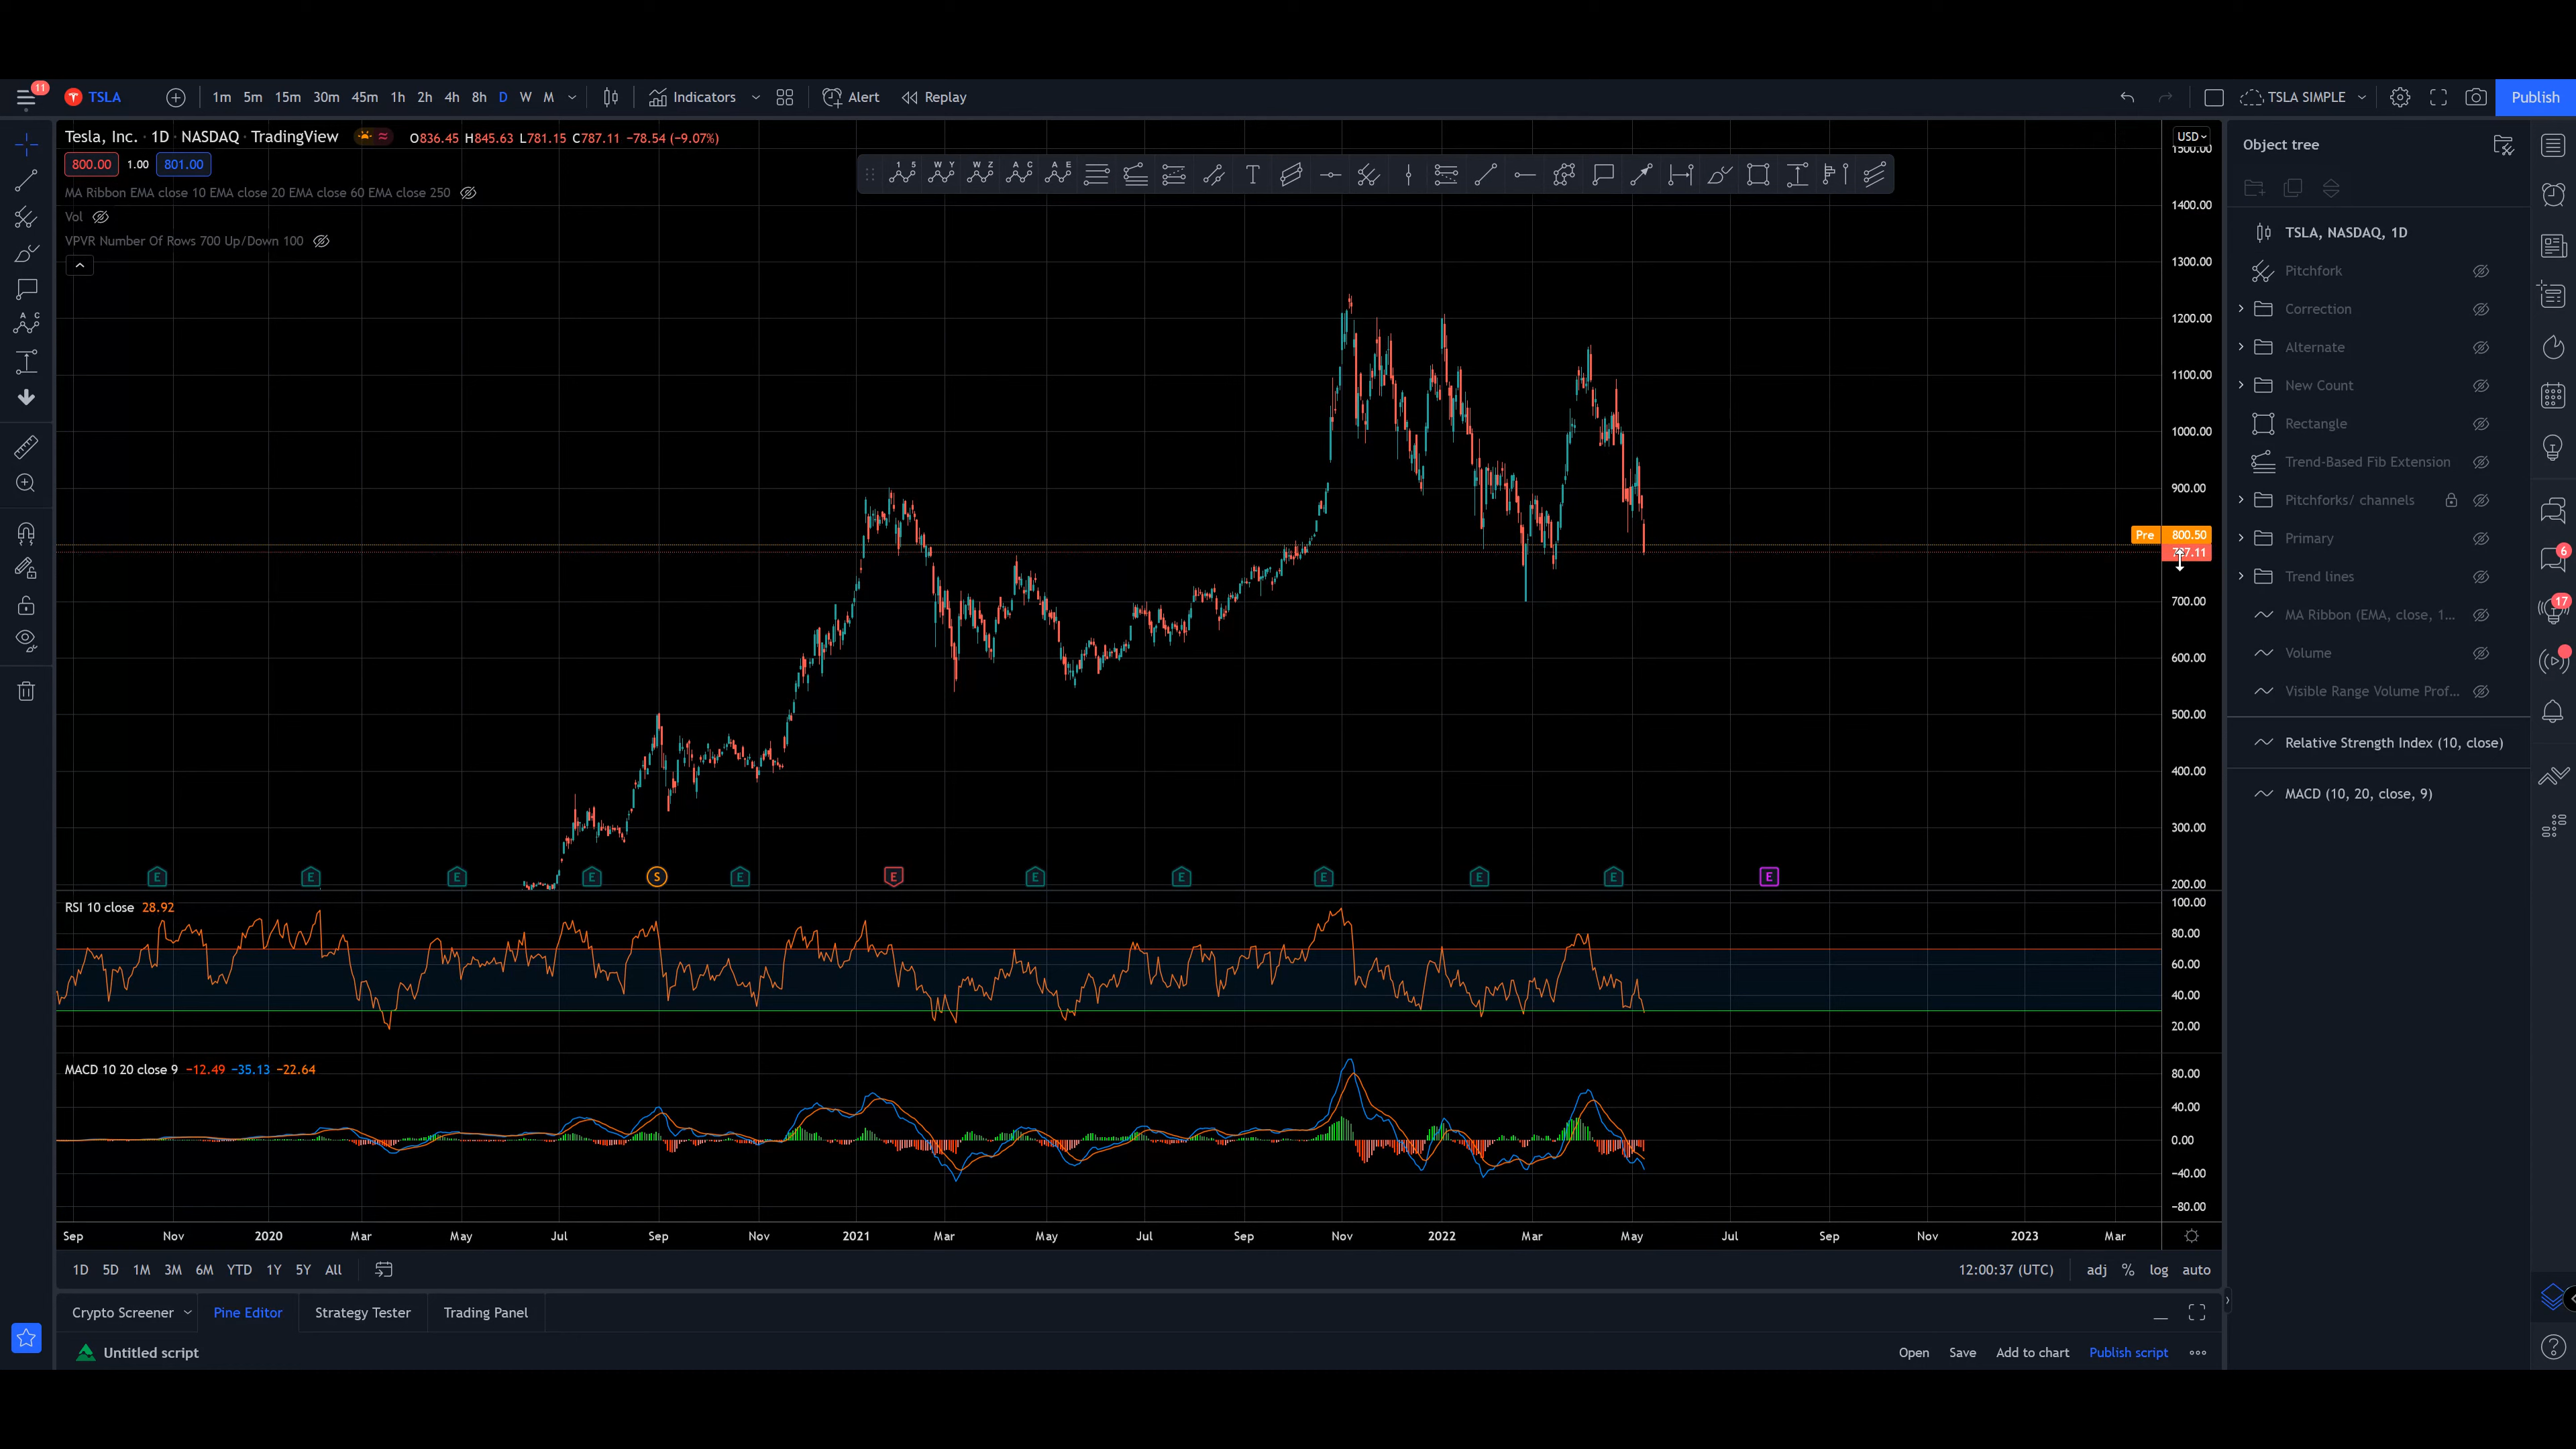 11 TSLA 1m 5m 15m 30m 45m 1h 2h 4h 8h D W M Indicators Alert Replay TSLA SIMPLE Publish
Tesla, Inc. · 1D · NASDAQ · TradingView O836.45 H845.63 L781.15 C787.11 −78.54 (−9.07%)
800.00 1.00 801.00
MA Ribbon EMA close 10 EMA close 20 EMA close 60 EMA close 250
Vol
VPVR Number Of Rows 700 Up/Down 100
1 5 W Y W Z A C A E T
A C
USD
1500.00
1400.00
1300.00
1200.00
1100.00
1000.00
900.00
Pre 800.50
700.00
600.00
500.00
400.00
300.00
200.00
E E E E S E E E E E E E E
RSI 10 close 28.92
100.00
80.00
60.00
40.00
20.00
MACD 10 20 close 9 −12.49 −35.13 −22.64
80.00
40.00
0.00
−40.00
−80.00
Sep Nov 2020 Mar May Jul Sep Nov 2021 Mar May Jul Sep Nov 2022 Mar May Jul Sep Nov 2023 Mar
1D 5D 1M 3M 6M YTD 1Y 5Y All 12:00:37 (UTC) adj % log auto
Crypto Screener Pine Editor Strategy Tester Trading Panel
Untitled script Open Save Add to chart Publish script
Object tree
TSLA, NASDAQ, 1D
Pitchfork
Correction
Alternate
New Count
Rectangle
Trend-Based Fib Extension
Pitchforks/ channels
Primary
Trend lines
MA Ribbon (EMA, close, 1...
Volume
Visible Range Volume Prof...
Relative Strength Index (10, close)
MACD (10, 20, close, 9)
6
17